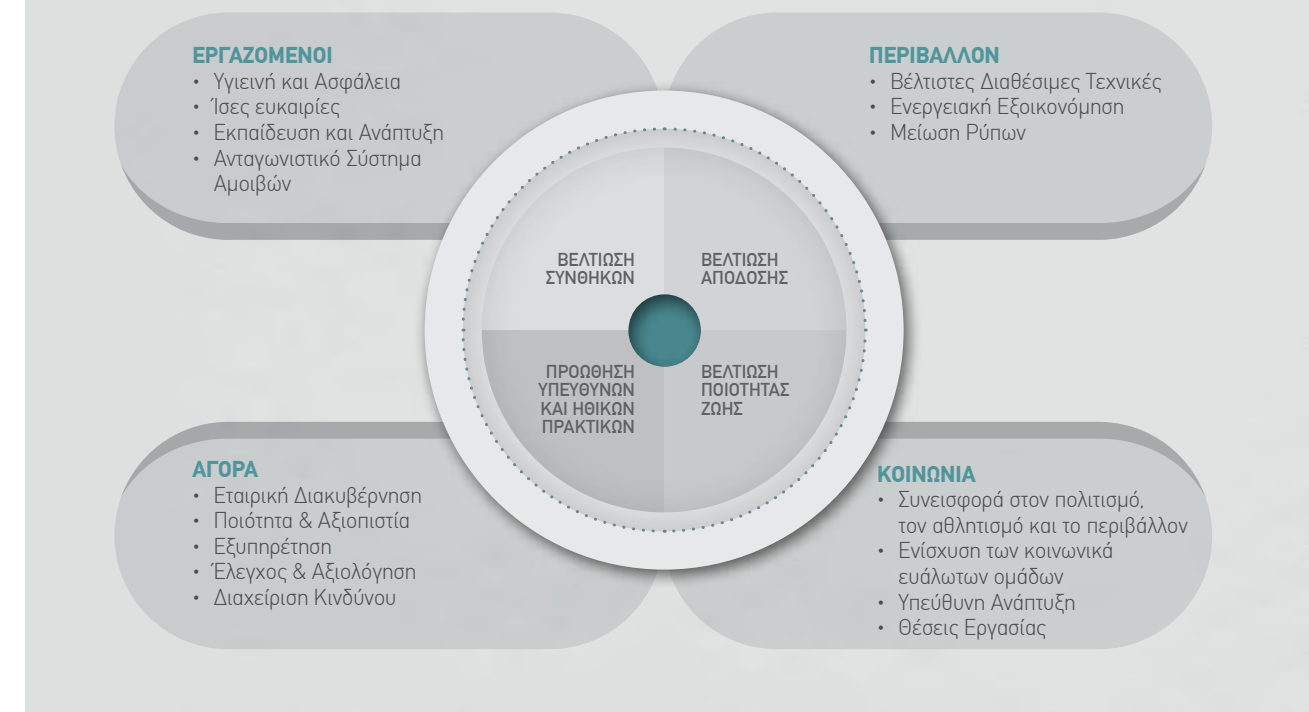 ΕΡΓΑΖΟΜΕΝΟΙ
• Υγιεινή και Ασφάλεια
• Ίσες ευκαιρίες
• Εκπαίδευση και Ανάπτυξη
• Ανταγωνιστικό Σύστημα
Αμοιβών
ΠΕΡΙΒΑΛΛΟΝ
• Βέλτιστες Διαθέσιμες Τεχνικές
• Ενεργειακή Εξοικονόμηση
• Μείωση Ρύπων
ΒΕΛΤΙΩΣΗ
ΣΥΝΘΗΚΩΝ
ΒΕΛΤΙΩΣΗ
ΑΠΟΔΟΣΗΣ
ΠΡΟΩΘΗΣΗ
ΥΠΕΥΘΥΝΩΝ
ΚΑΙ ΗΘΙΚΩΝ
ΠΡΑΚΤΙΚΩΝ
ΒΕΛΤΙΩΣΗ
ΠΟΙΟΤΗΤΑΣ
ΖΩΗΣ
ΑΓΟΡΑ
• Εταιρική Διακυβέρνηση
• Ποιότητα & Αξιοπιστία
• Εξυπηρέτηση
• Έλεγχος & Αξιολόγηση
• Διαχείριση Κινδύνου
ΚΟΙΝΩΝΙΑ
• Συνεισφορά στον πολιτισμό,
τον αθλητισμό και το περιβάλλον
• Ενίσχυση των κοινωνικά
ευάλωτων ομάδων
• Υπεύθυνη Ανάπτυξη
• Θέσεις Εργασίας